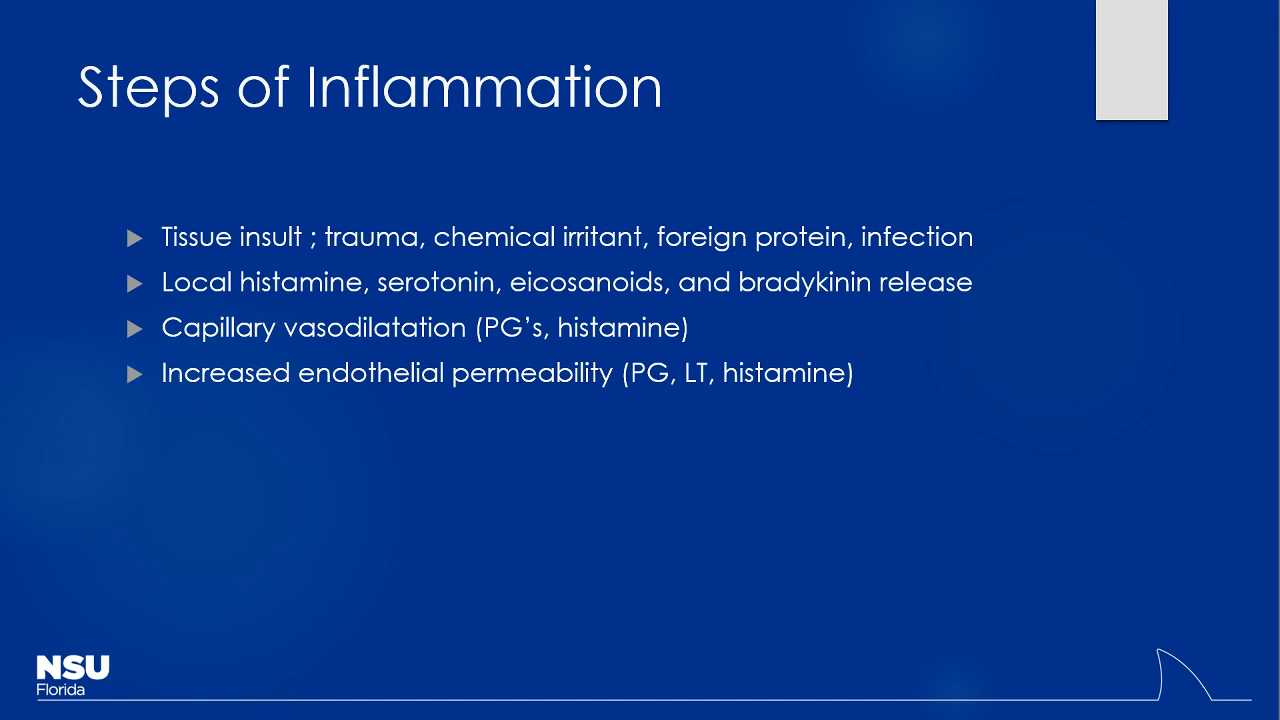 Steps of Inflammation
Tissue insult ; trauma, chemical irritant, foreign protein, infection
Local histamine, serotonin, eicosanoids, and bradykinin release
Capillary vasodilatation (PG’s, histamine)
Increased endothelial permeability (PG, LT, histamine)
NSU
Florida